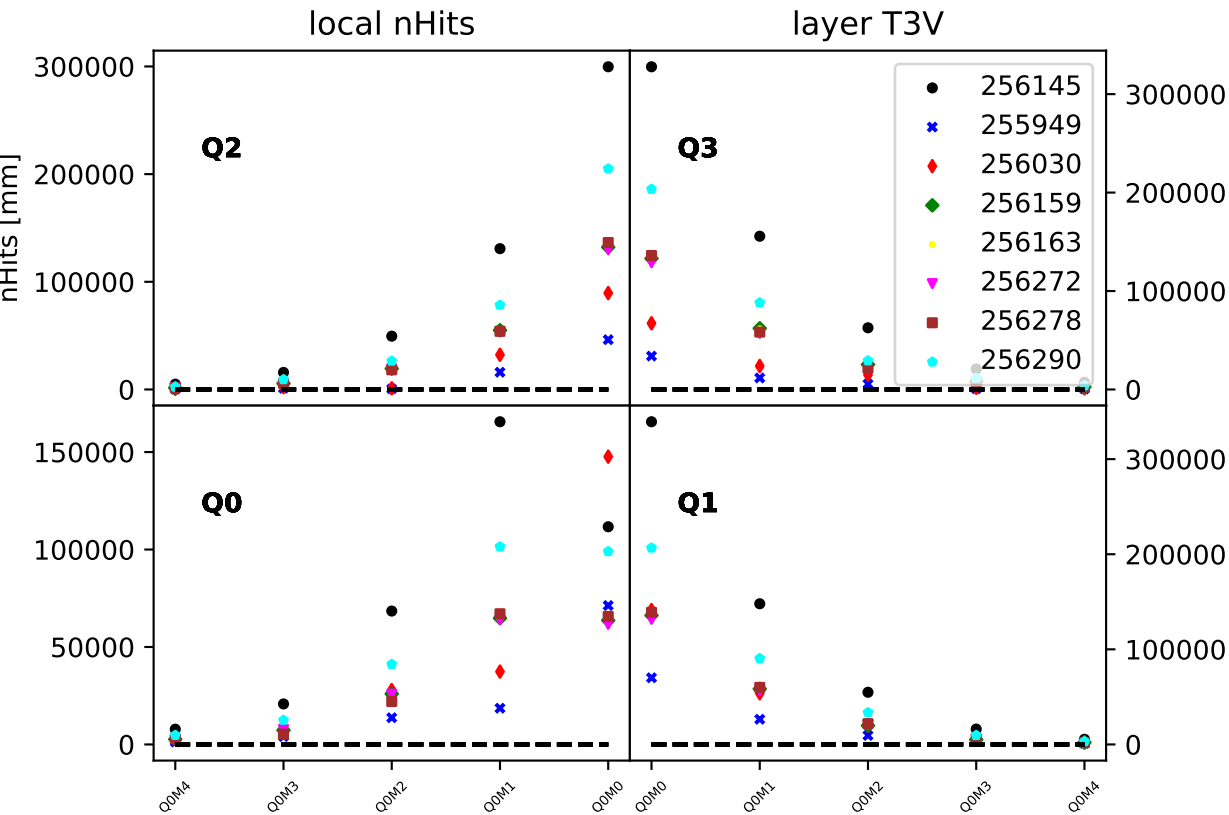 local nHits
layer T3V
nHits [mm]
300000
200000
100000
0
Q2
Q3
256145
255949
256030
256159
256163
256272
256278
256290
300000
200000
100000
0
150000
100000
50000
0
Q0
Q1
300000
200000
100000
0
Q0M4
Q0M3
Q0M2
Q0M1
Q0M0
Q0M0
Q0M1
Q0M2
Q0M3
Q0M4